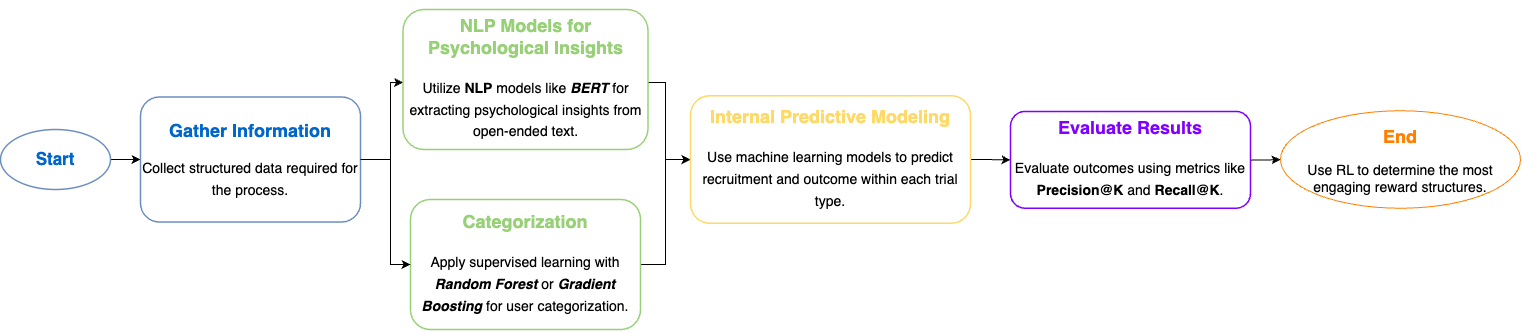 Start
Gather Information
Collect structured data required for
the process.
NLP Models for
Psychological Insights
Utilize NLP models like BERT for
extracting psychological insights from
open-ended text.
Categorization
Apply supervised learning with
Random Forest or Gradient
Boosting for user categorization.
Internal Predictive Modeling
Use machine learning models to predict
recruitment and outcome within each trial
type.
Evaluate Results
Evaluate outcomes using metrics like
Precision@K and Recall@K.
End
Use RL to determine the most
engaging reward structures.